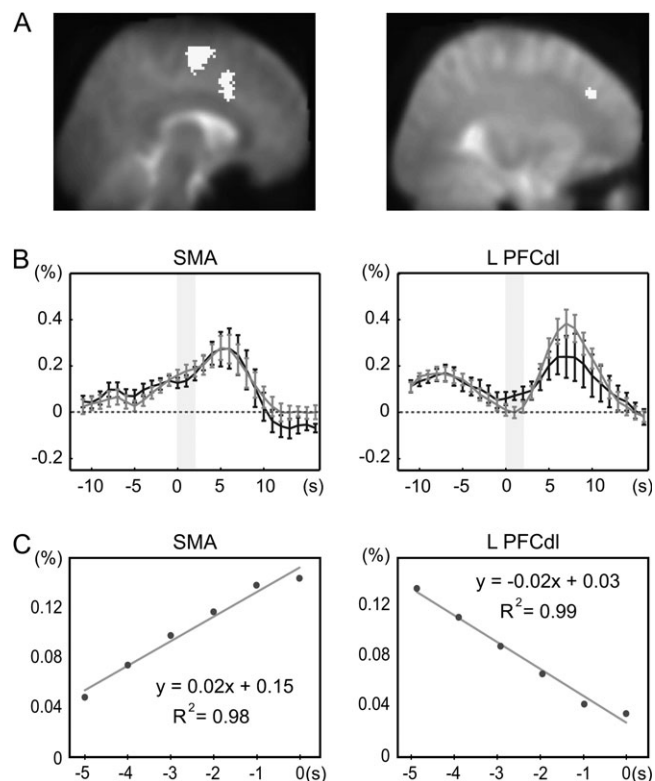 A
B
SMA
L PFCdl
(%)
0.4
0.2
0
-0.2
-10 -5 0 5 10 (s)
(%)
0.4
0.2
0
-0.2
-10 -5 0 5 10 (s)
C
SMA
L PFCdl
(%)
0.12
0.08
0.04
0
y = 0.02x + 0.15
R2= 0.98
-5 -4 -3 -2 -1 0(s)
(%)
0.12
0.08
0.04
0
y = -0.02x + 0.03
R2= 0.99
-5 -4 -3 -2 -1 0(s)